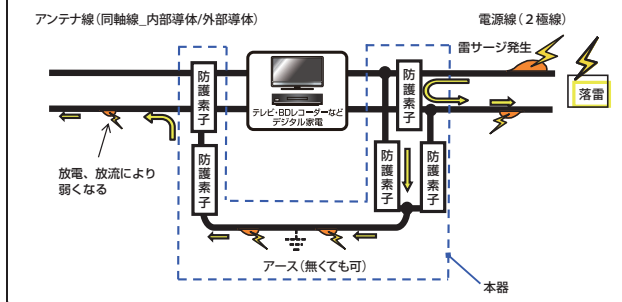 アンテナ線（同軸線_内部導体/外部導体）
電源線（２極線）
雷サージ発生
落雷
防護素子
テレビ・BDレコーダーなど
デジタル家電
防護素子
防護素子
防護素子
防護素子
放電、放流により
弱くなる
アース（無くても可）
本器